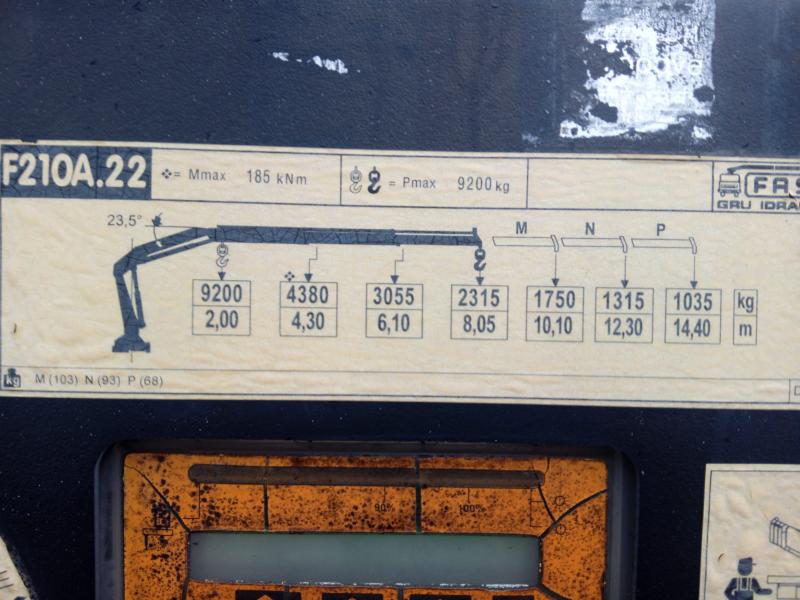 F210A.22
= Mmax 185 kNm
= Pmax 9200 kg
FAS
GRU IDRA
23,5°
M N P
9200 4380 3055 2315 1750 1315 1035 kg
2,00 4,30 6,10 8,05 10,10 12,30 14,40 m
kg M (103) N (93) P (68)
90% 100%